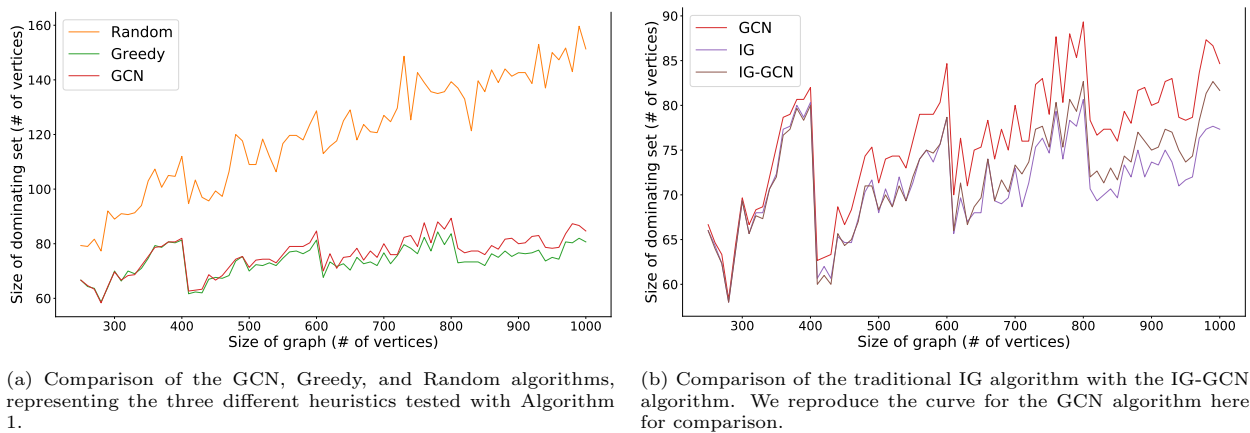 Size of dominating set (# of vertices)
160
140
120
100
80
60
Random
Greedy
GCN
300 400 500 600 700 800 900 1000
Size of graph (# of vertices)
(a) Comparison of the GCN, Greedy, and Random algorithms,
representing the three different heuristics tested with Algorithm
1.
Size of dominating set (# of vertices)
90
85
80
75
70
65
60
GCN
IG
IG-GCN
300 400 500 600 700 800 900 1000
Size of graph (# of vertices)
(b) Comparison of the traditional IG algorithm with the IG-GCN
algorithm. We reproduce the curve for the GCN algorithm here
for comparison.